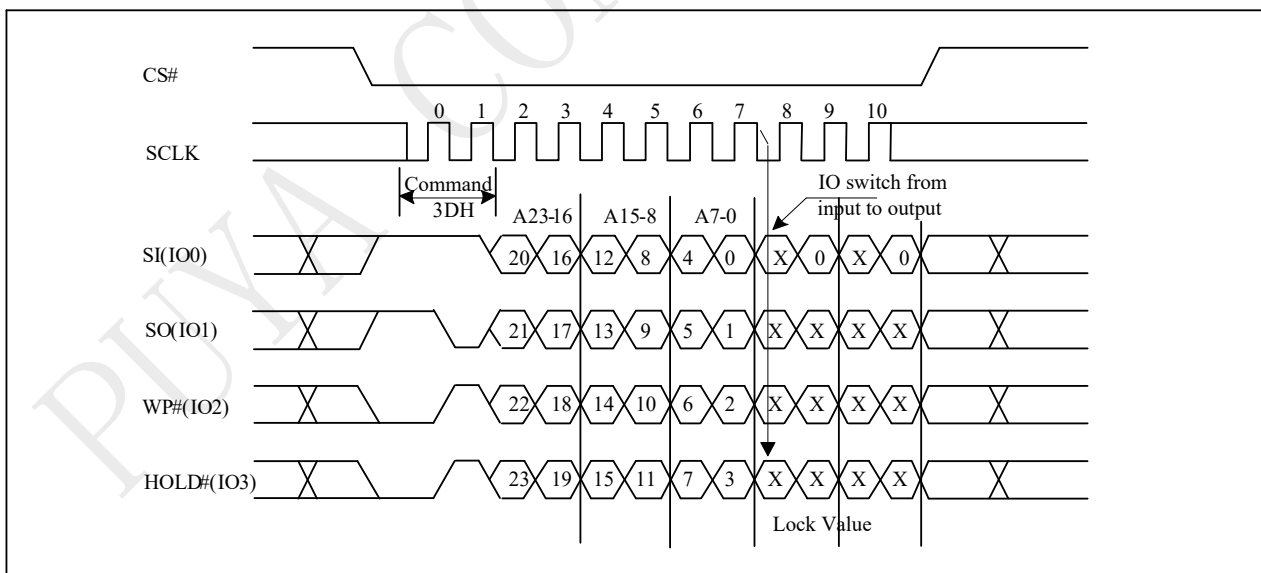 PUYA CON
CS#
0 1 2 3 4 5 6 7 8 9 10
SCLK
Command
3DH
IO switch from
input to output
A23-16 A15-8 A7-0
SI(IO0) 20 16 12 8 4 0 X 0 X 0
SO(IO1) 21 17 13 9 5 1 X X X X
WP#(IO2) 22 18 14 10 6 2 X X X X
HOLD#(IO3) 23 19 15 11 7 3 X X X X
Lock Value